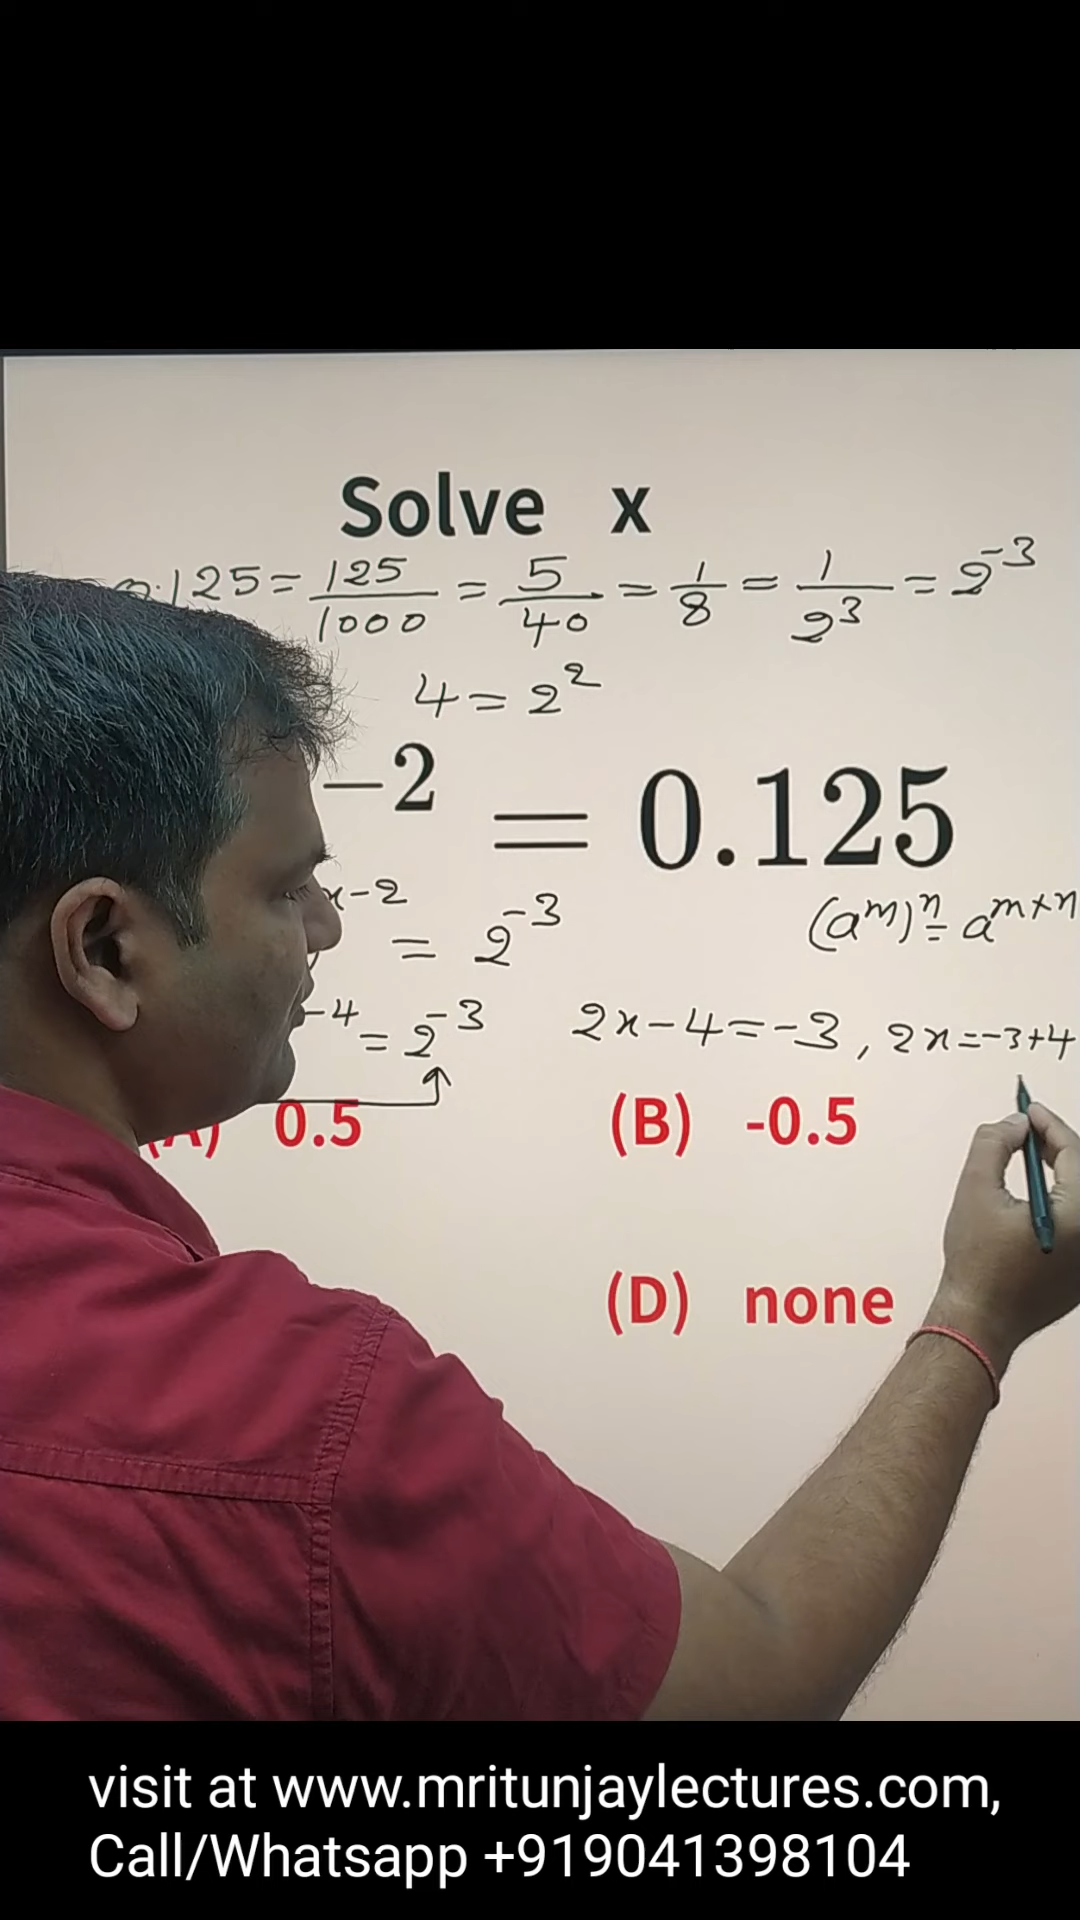 Solve x
0.125 = 125/1000 = 5/40 = 1/8 = 1/2³ = 2⁻³
4 = 2²
−2 = 0.125
x−2 = 2⁻³ (aᵐ)ⁿ = aᵐˣⁿ
−4 = 2⁻³ 2x−4 = −3, 2x = −3+4
(A) 0.5 (B) -0.5
(D) none
visit at www.mritunjaylectures.com,
Call/Whatsapp +919041398104